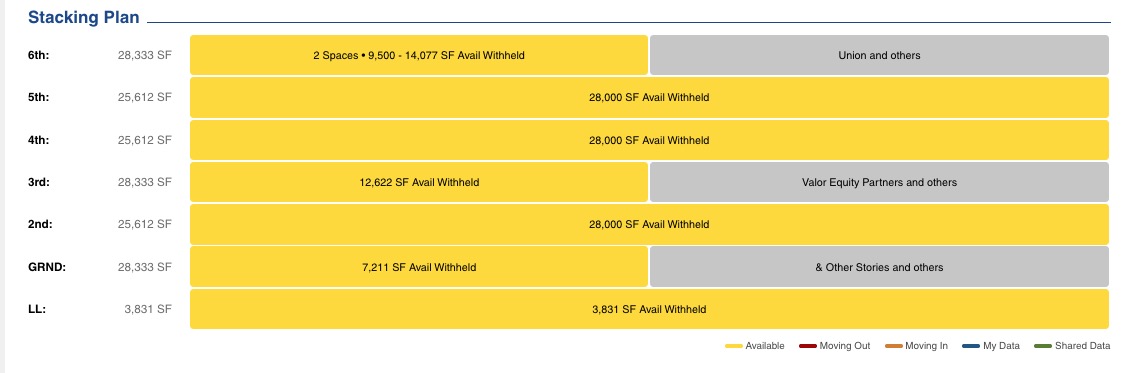 Stacking Plan
6th: 28,333 SF 2 Spaces • 9,500 - 14,077 SF Avail Withheld Union and others
5th: 25,612 SF 28,000 SF Avail Withheld
4th: 25,612 SF 28,000 SF Avail Withheld
3rd: 28,333 SF 12,622 SF Avail Withheld Valor Equity Partners and others
2nd: 25,612 SF 28,000 SF Avail Withheld
GRND: 28,333 SF 7,211 SF Avail Withheld & Other Stories and others
LL: 3,831 SF 3,831 SF Avail Withheld
Available Moving Out Moving In My Data Shared Data